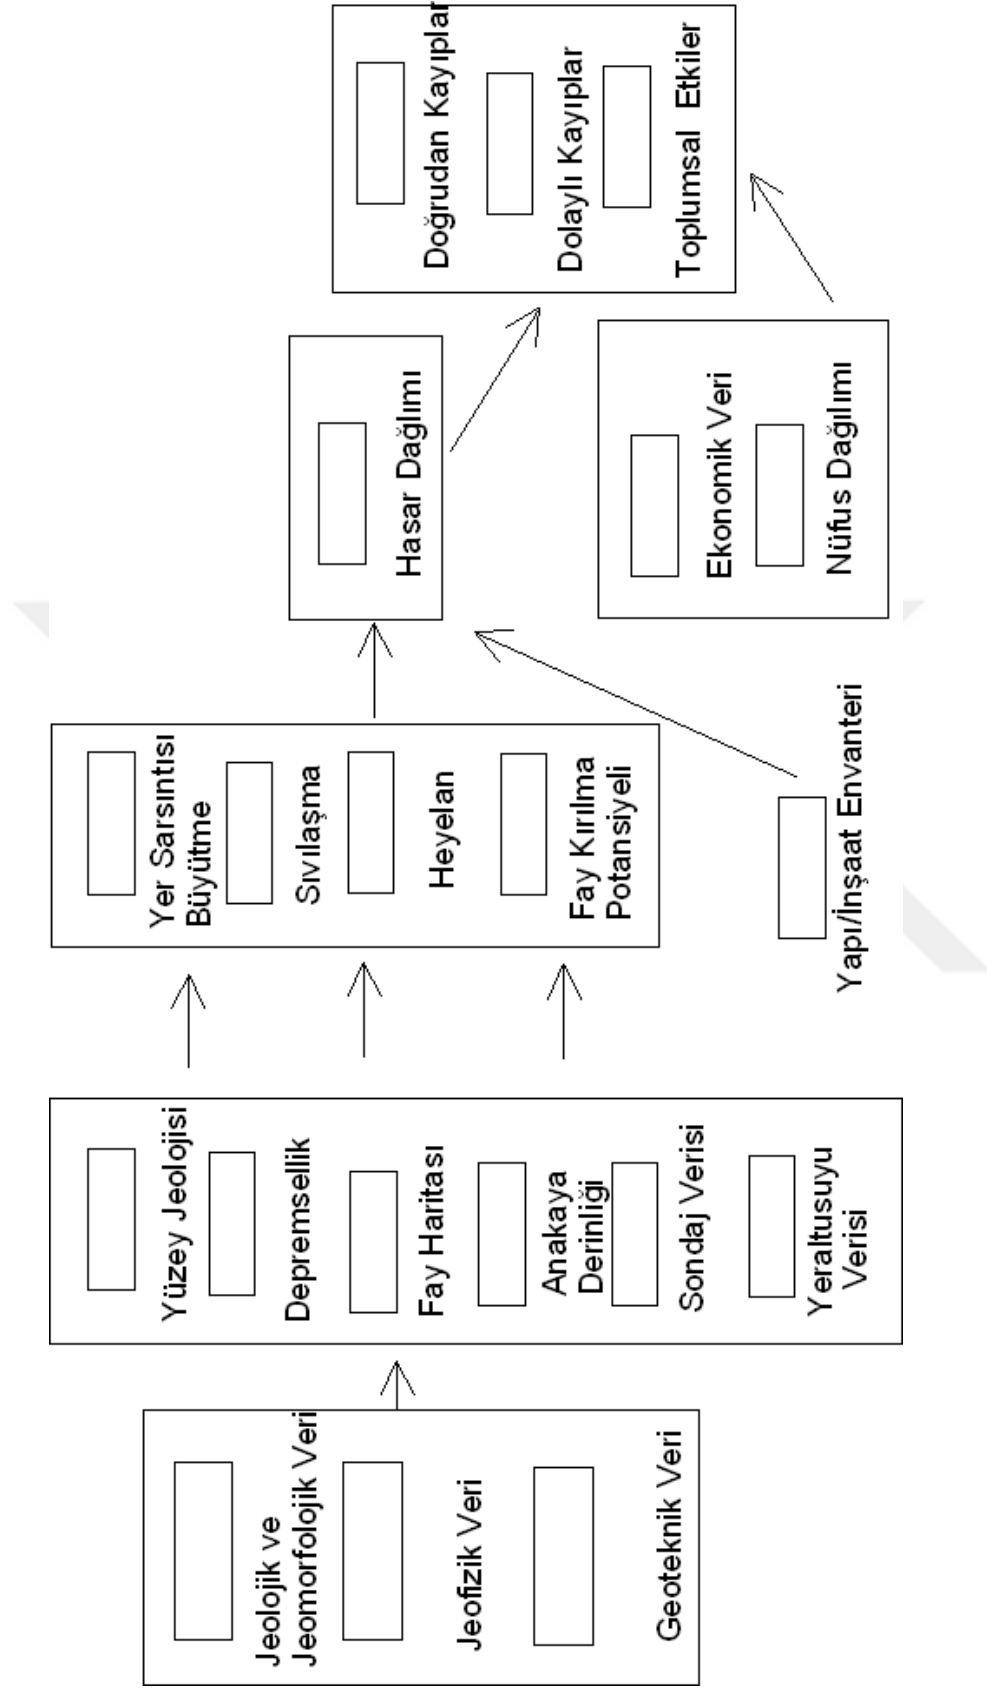 Jeolojik ve
Jeomorfolojik Veri
Jeofizik Veri
Geoteknik Veri
Yüzey Jeolojisi
Depremsellik
Fay Haritası
Anakaya
Derinliği
Sondaj Verisi
Yeraltusuyu
Verisi
Yer Sarsıntısı
Büyütme
Sıvılaşma
Heyelan
Fay Kırılma
Potansiyeli
Yapı/İnşaat Envanteri
Hasar Dağlımı
Ekonomik Veri
Nüfus Dağılımı
Doğrudan Kayıplar
Dolaylı Kayıplar
Toplumsal Etkiler